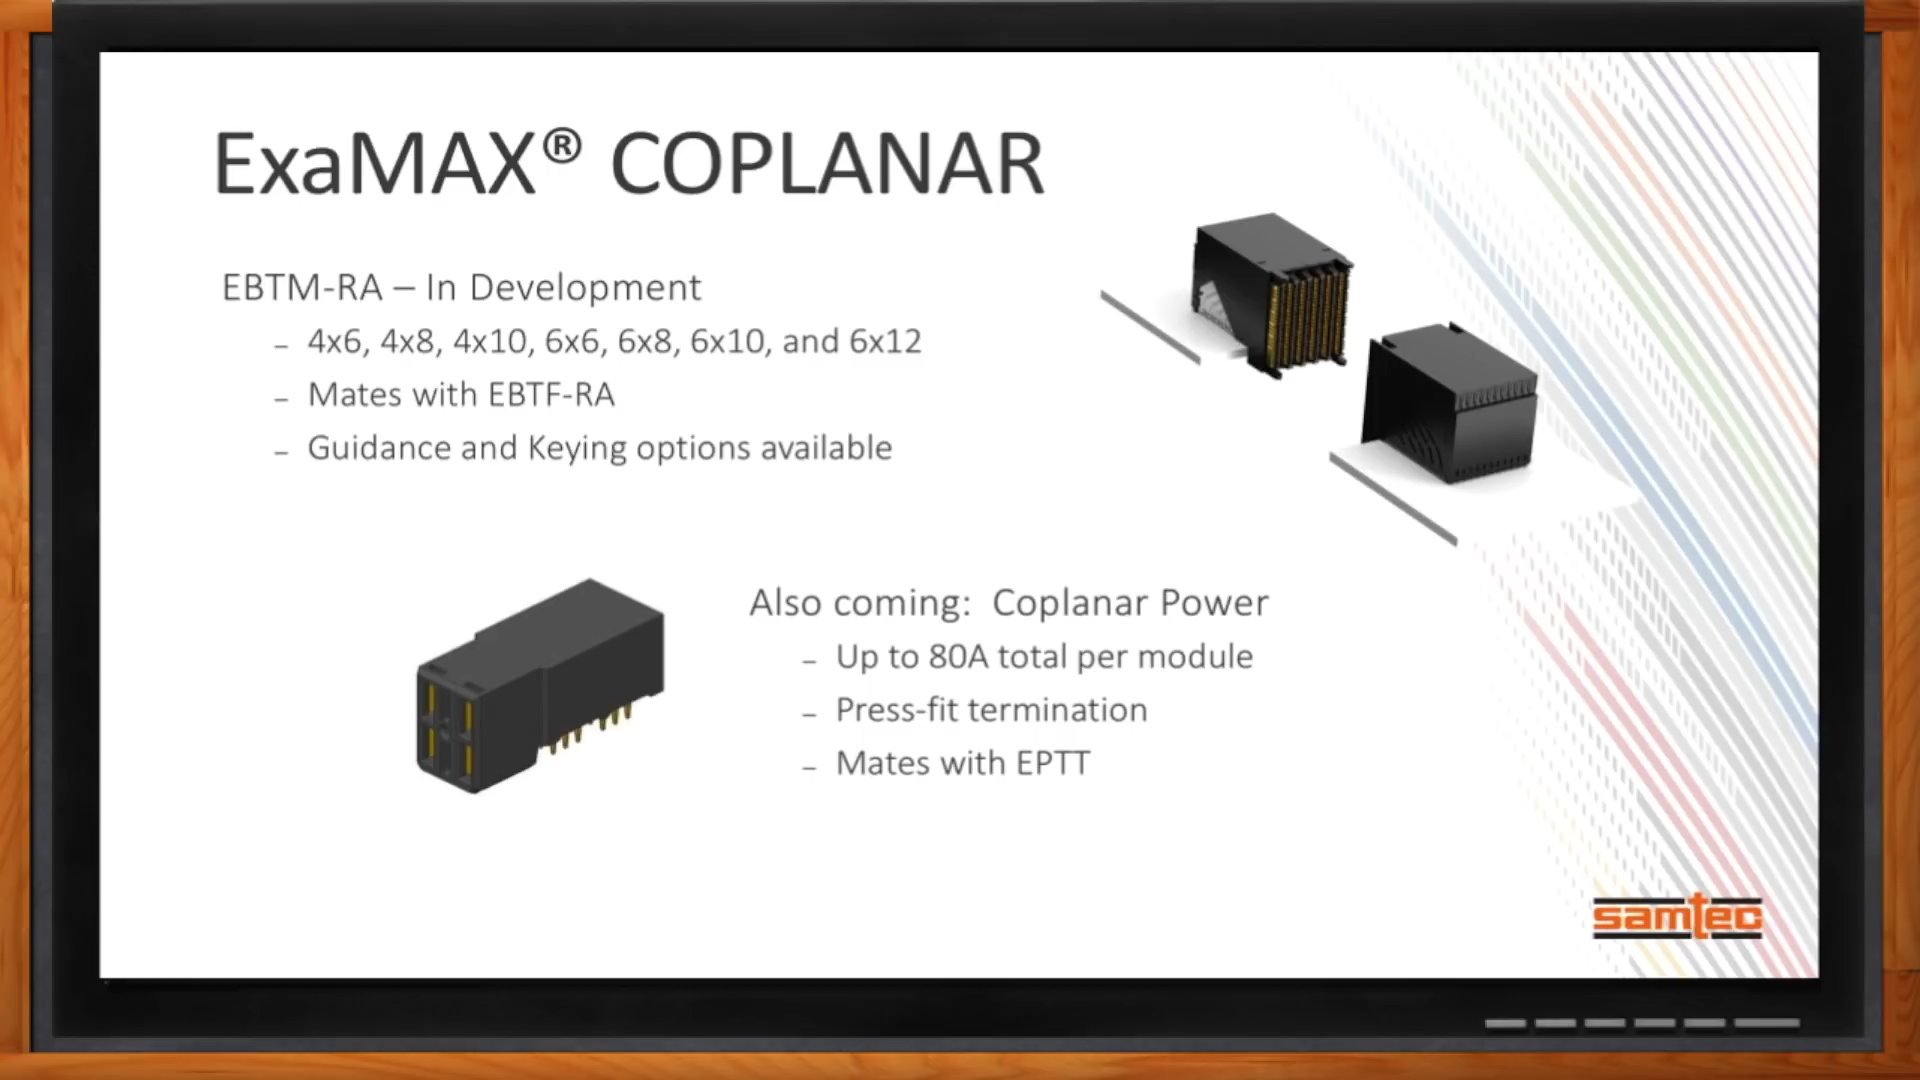 ExaMAX® COPLANAR
EBTM-RA – In Development
– 4x6, 4x8, 4x10, 6x6, 6x8, 6x10, and 6x12
– Mates with EBTF-RA
– Guidance and Keying options available
Also coming: Coplanar Power
– Up to 80A total per module
– Press-fit termination
– Mates with EPTT
samtec